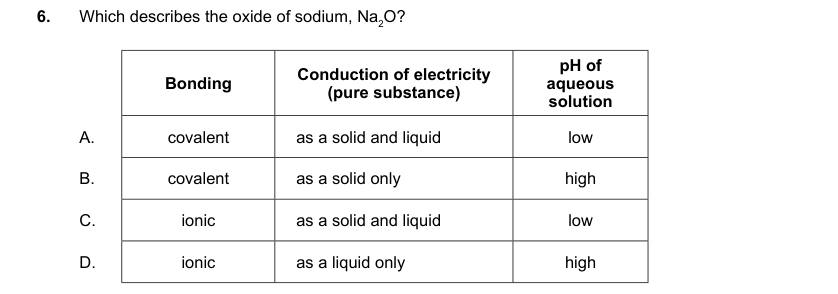 6. Which describes the oxide of sodium, Na₂O?
Bonding
Conduction of electricity
(pure substance)
pH of
aqueous
solution
A. covalent as a solid and liquid low
B. covalent as a solid only high
C. ionic as a solid and liquid low
D. ionic as a liquid only high